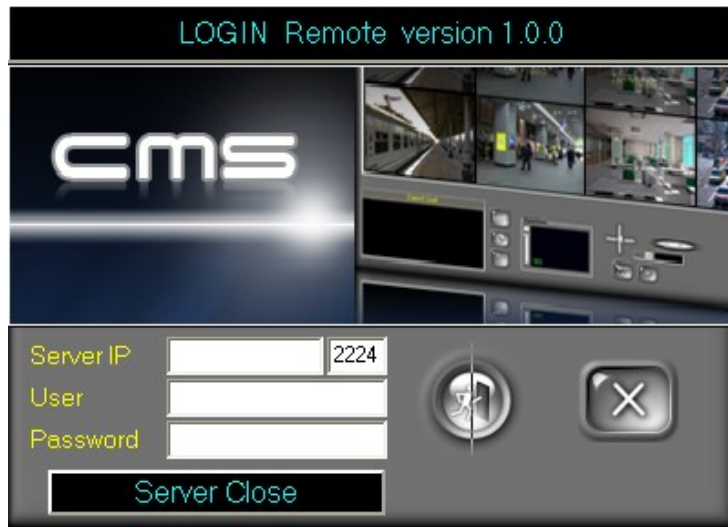 LOGIN Remote version 1.0.0
cms
Server IP
2224
User
Password
Server Close